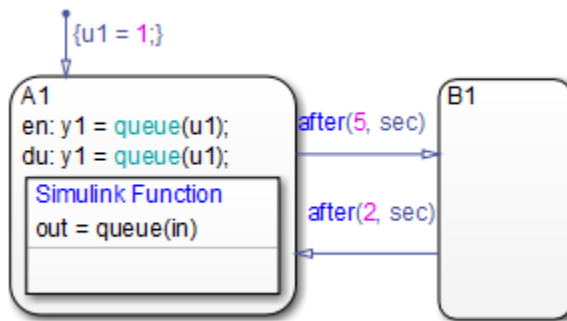 {u1 = 1;}
A1
en: y1 = queue(u1);
du: y1 = queue(u1);
Simulink Function
out = queue(in)
after(5, sec)
after(2, sec)
B1